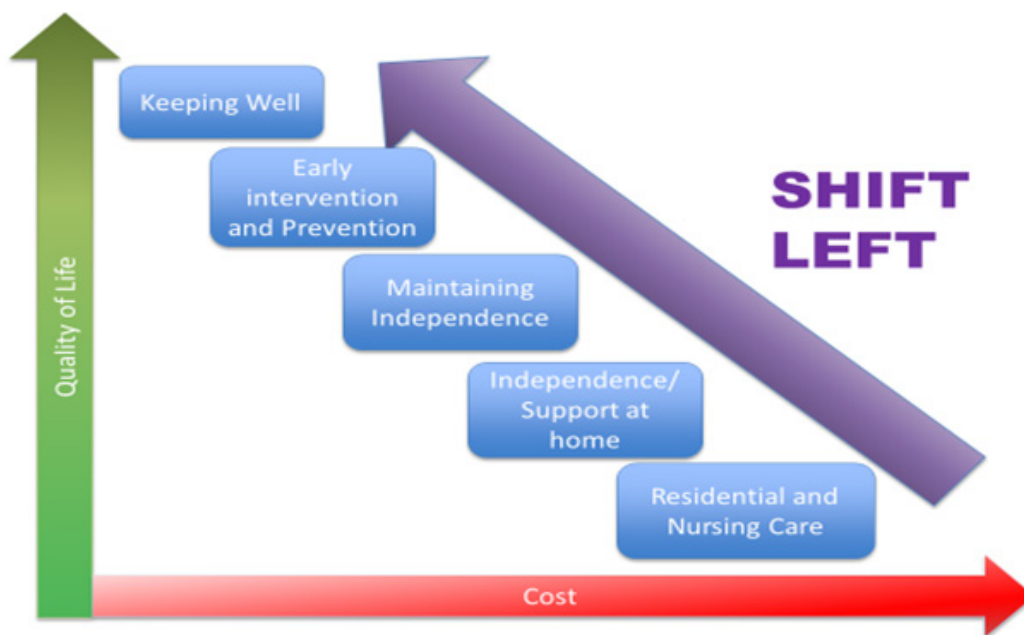 Keeping Well
Early
intervention
and Prevention
Maintaining
Independence
Independence/
Support at
home
Residential and
Nursing Care
SHIFT
LEFT
Quality of Life
Cost